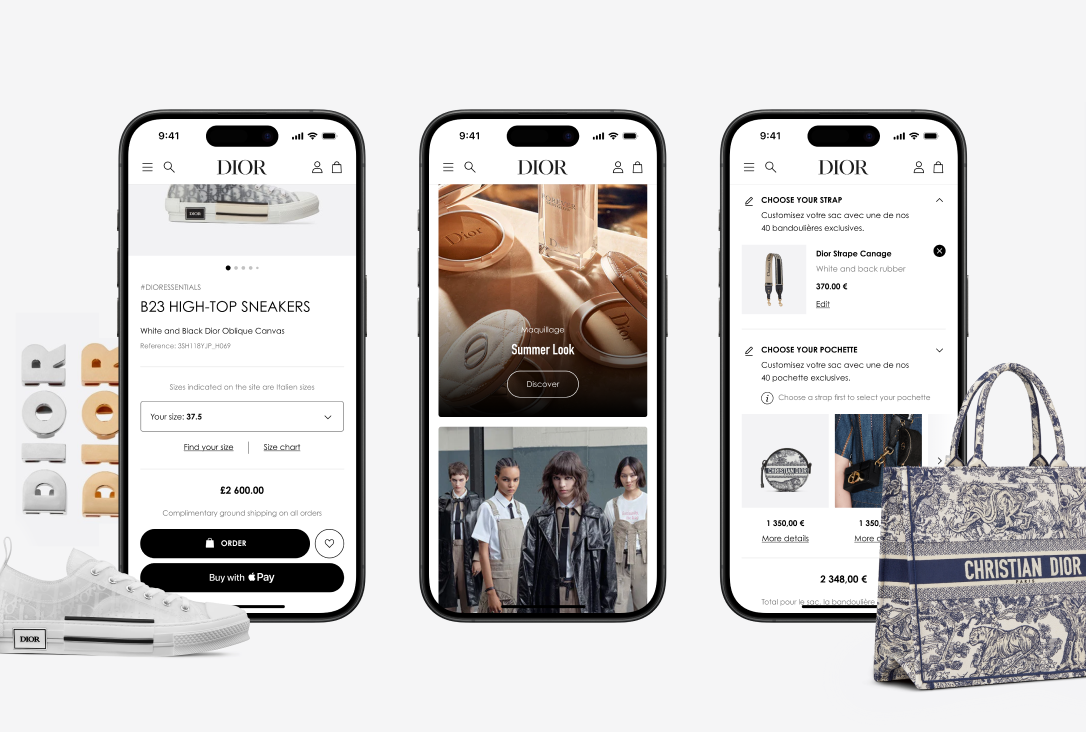 9:41
DIOR
DIOR
#DIORESSENTIALS
B23 HIGH-TOP SNEAKERS
White and Black Dior Oblique Canvas
Reference: 3SH118YJP_H069
Sizes indicated on the site are Italien sizes
Your size: 37.5
Find your size
Size chart
£2 600.00
Complimentary ground shipping on all orders
ORDER
Buy with Pay
DIOR
9:41
DIOR
FOREVER
Dior
Dior
Maquillage
Summer Look
Discover
9:41
DIOR
CHOOSE YOUR STRAP
Customisez votre sac avec une de nos
40 bandoulières exclusives.
Dior Strape Canage
White and back rubber
370.00 €
Edit
CHOOSE YOUR POCHETTE
Customisez votre sac avec une de nos
40 pochette exclusives.
i Choose a strap first to select your pochette
CHRISTIAN DIOR
1 350,00 €
1 350,
More details
More d
2 348,00 €
Total pour le sac, la bandoulière
CHRISTIAN DIOR
PARIS